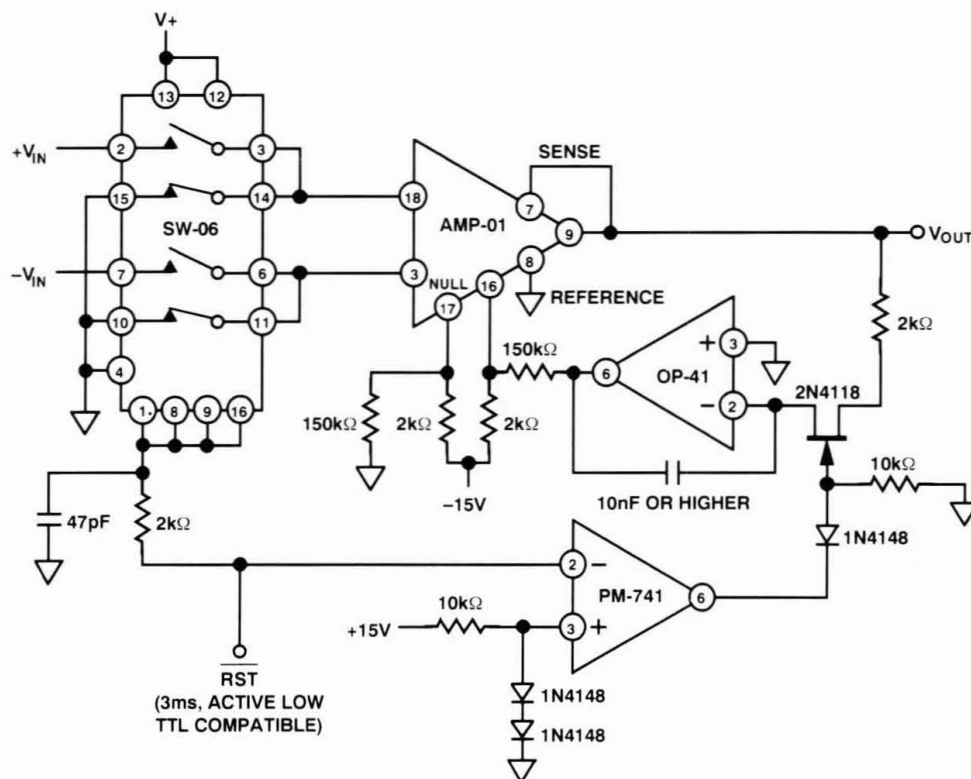 V+
13
12
+VIN
2
3
15
14
SW-06
-VIN
7
6
10
11
4
1
8
9
16
47pF
2kΩ
18
AMP-01
3
NULL
17
16
7
8
9
SENSE
REFERENCE
VOUT
150kΩ
2kΩ
2kΩ
-15V
150kΩ
6
OP-41
+
3
-
2
10nF OR HIGHER
2N4118
2kΩ
10kΩ
1N4148
2
-
PM-741
6
3
+
+15V
10kΩ
1N4148
1N4148
RST
(3ms, ACTIVE LOW
TTL COMPATIBLE)